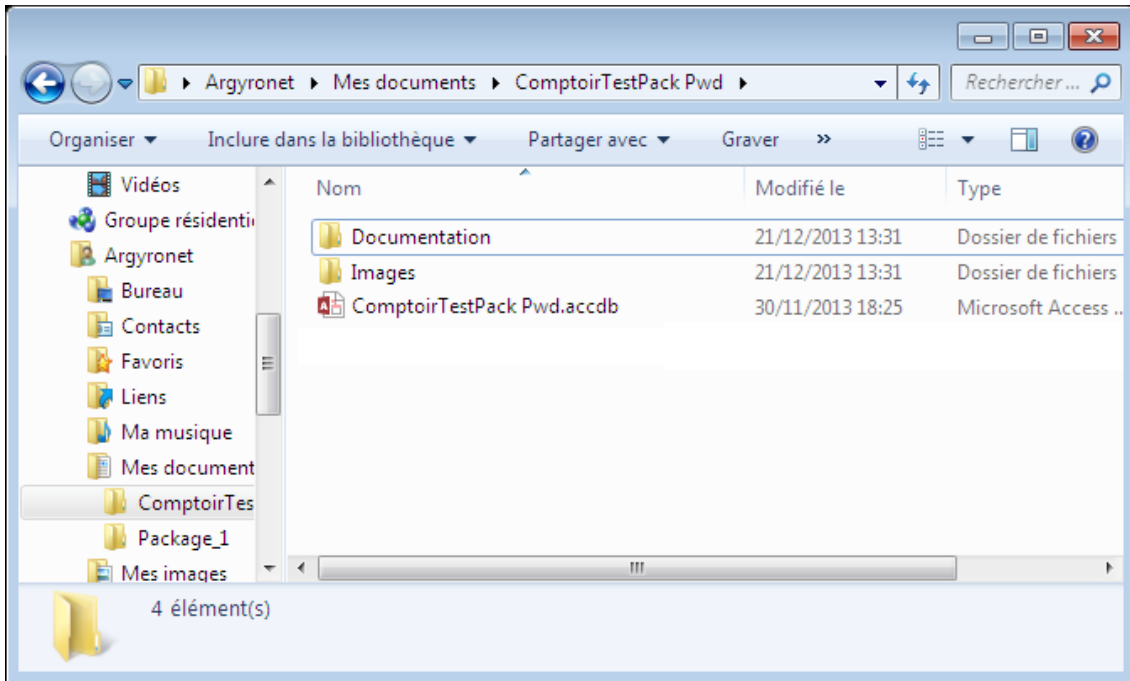 Argyronet Mes documents ComptoirTestPack Pwd Rechercher ...
Organiser Inclure dans la bibliothèque Partager avec Graver »
Nom Modifié le Type
Vidéos
Groupe résidenti
Argyronet
Bureau
Contacts
Favoris
Liens
Ma musique
Mes document
ComptoirTes
Package_1
Mes images
Documentation 21/12/2013 13:31 Dossier de fichiers
Images 21/12/2013 13:31 Dossier de fichiers
ComptoirTestPack Pwd.accdb 30/11/2013 18:25 Microsoft Access ..
4 élément(s)